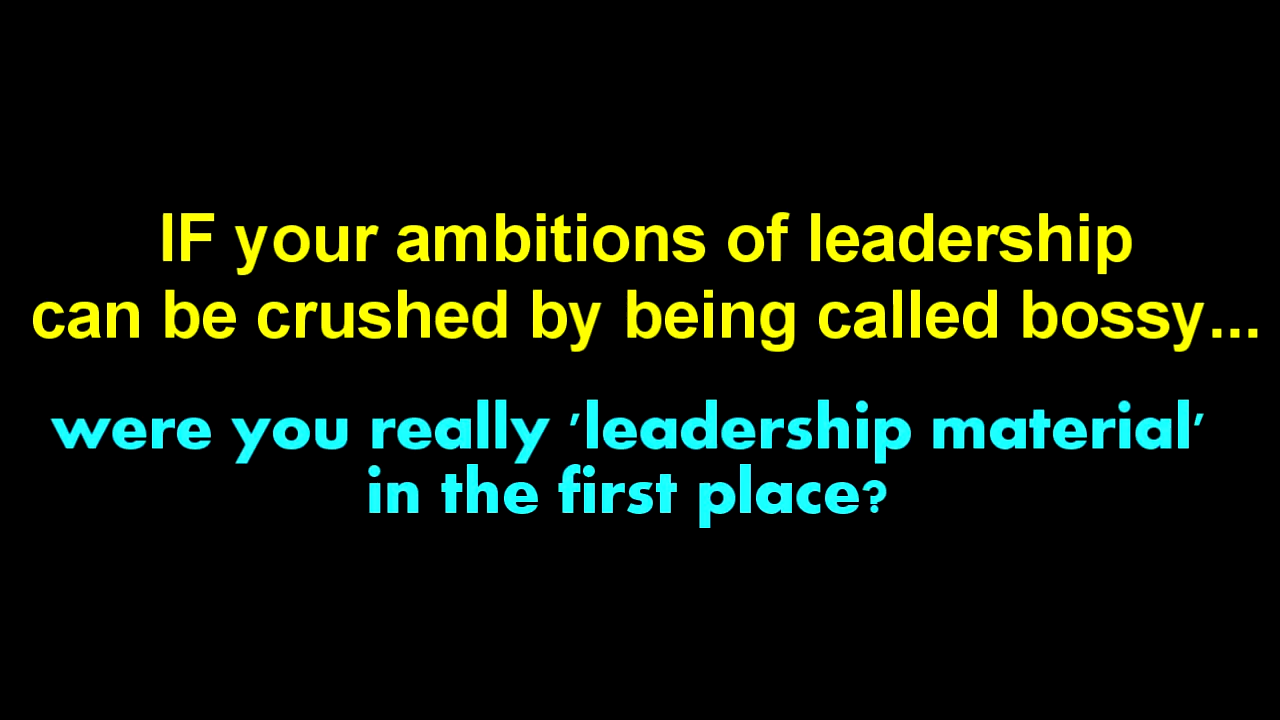 IF your ambitions of leadership
can be crushed by being called bossy...
were you really 'leadership material'
in the first place?